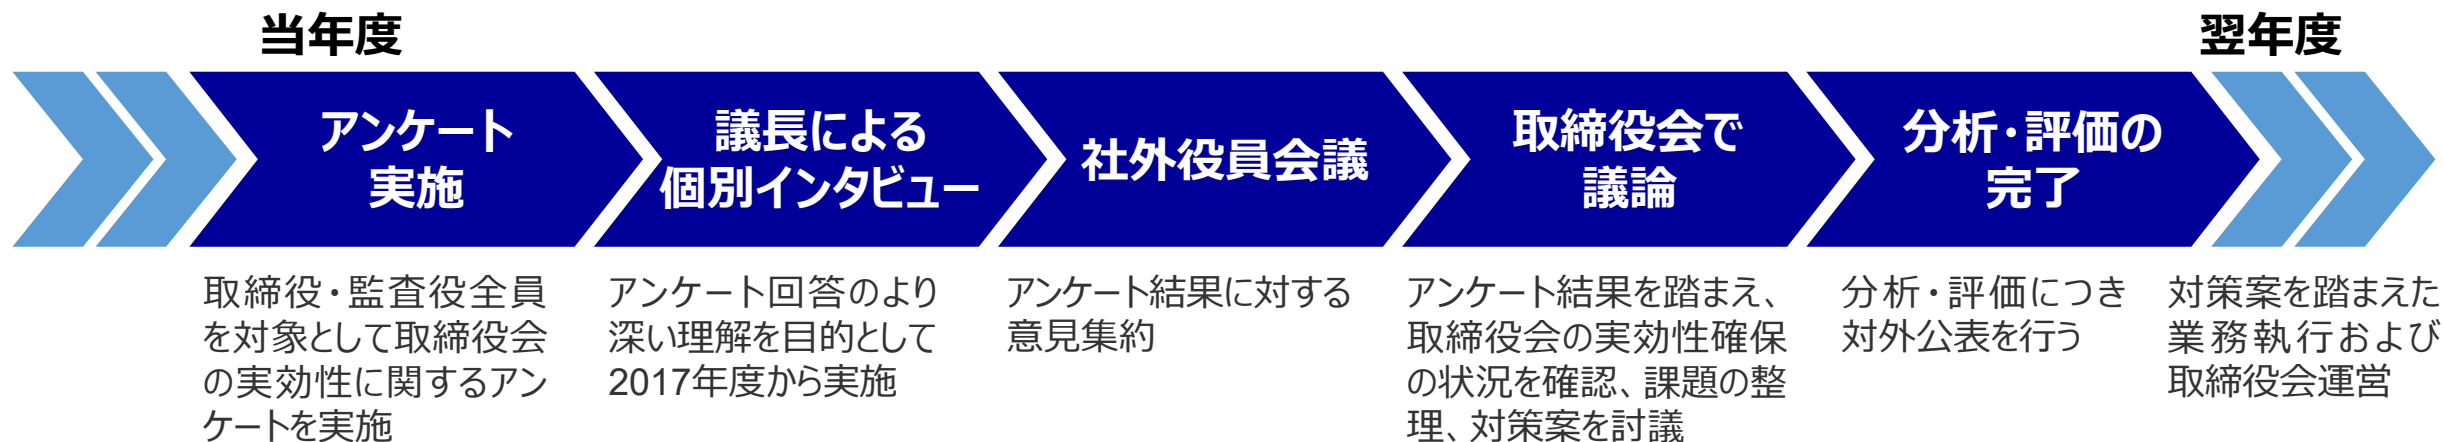 当年度
翌年度
アンケート
実施
議長による
個別インタビュー
社外役員会議
取締役会で
議論
分析・評価の
完了
取締役・監査役全員
を対象として取締役会
の実効性に関するアン
ケートを実施
アンケート回答のより
深い理解を目的として
2017年度から実施
アンケート結果に対する
意見集約
アンケート結果を踏まえ、
取締役会の実効性確保
の状況を確認、課題の整
理、対策案を討議
分析・評価につき
対外公表を行う
対策案を踏まえた
業務執行および
取締役会運営